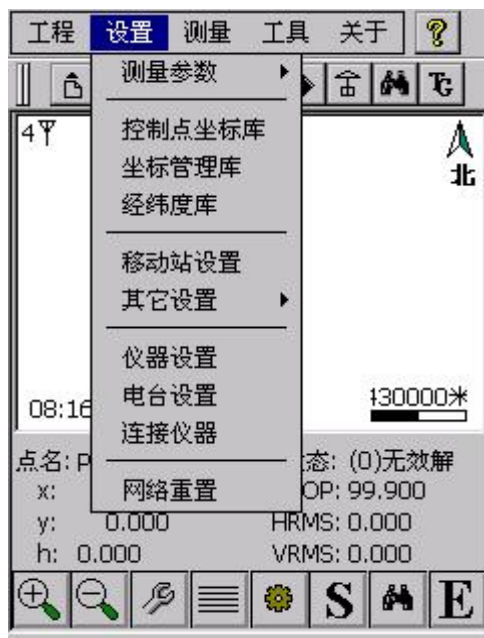 工程 设置 测量 工具 关于 ?
测量参数
TG
控制点坐标库
4
坐标管理库
北
经纬度库
移动站设置
其它设置
仪器设置
电台设置
30000米
08:16
连接仪器
点名: P 态: (0)无效解
网络重置
x: OP: 99.900
y: 0.000 HRMS: 0.000
h: 0.000 VRMS: 0.000
S E